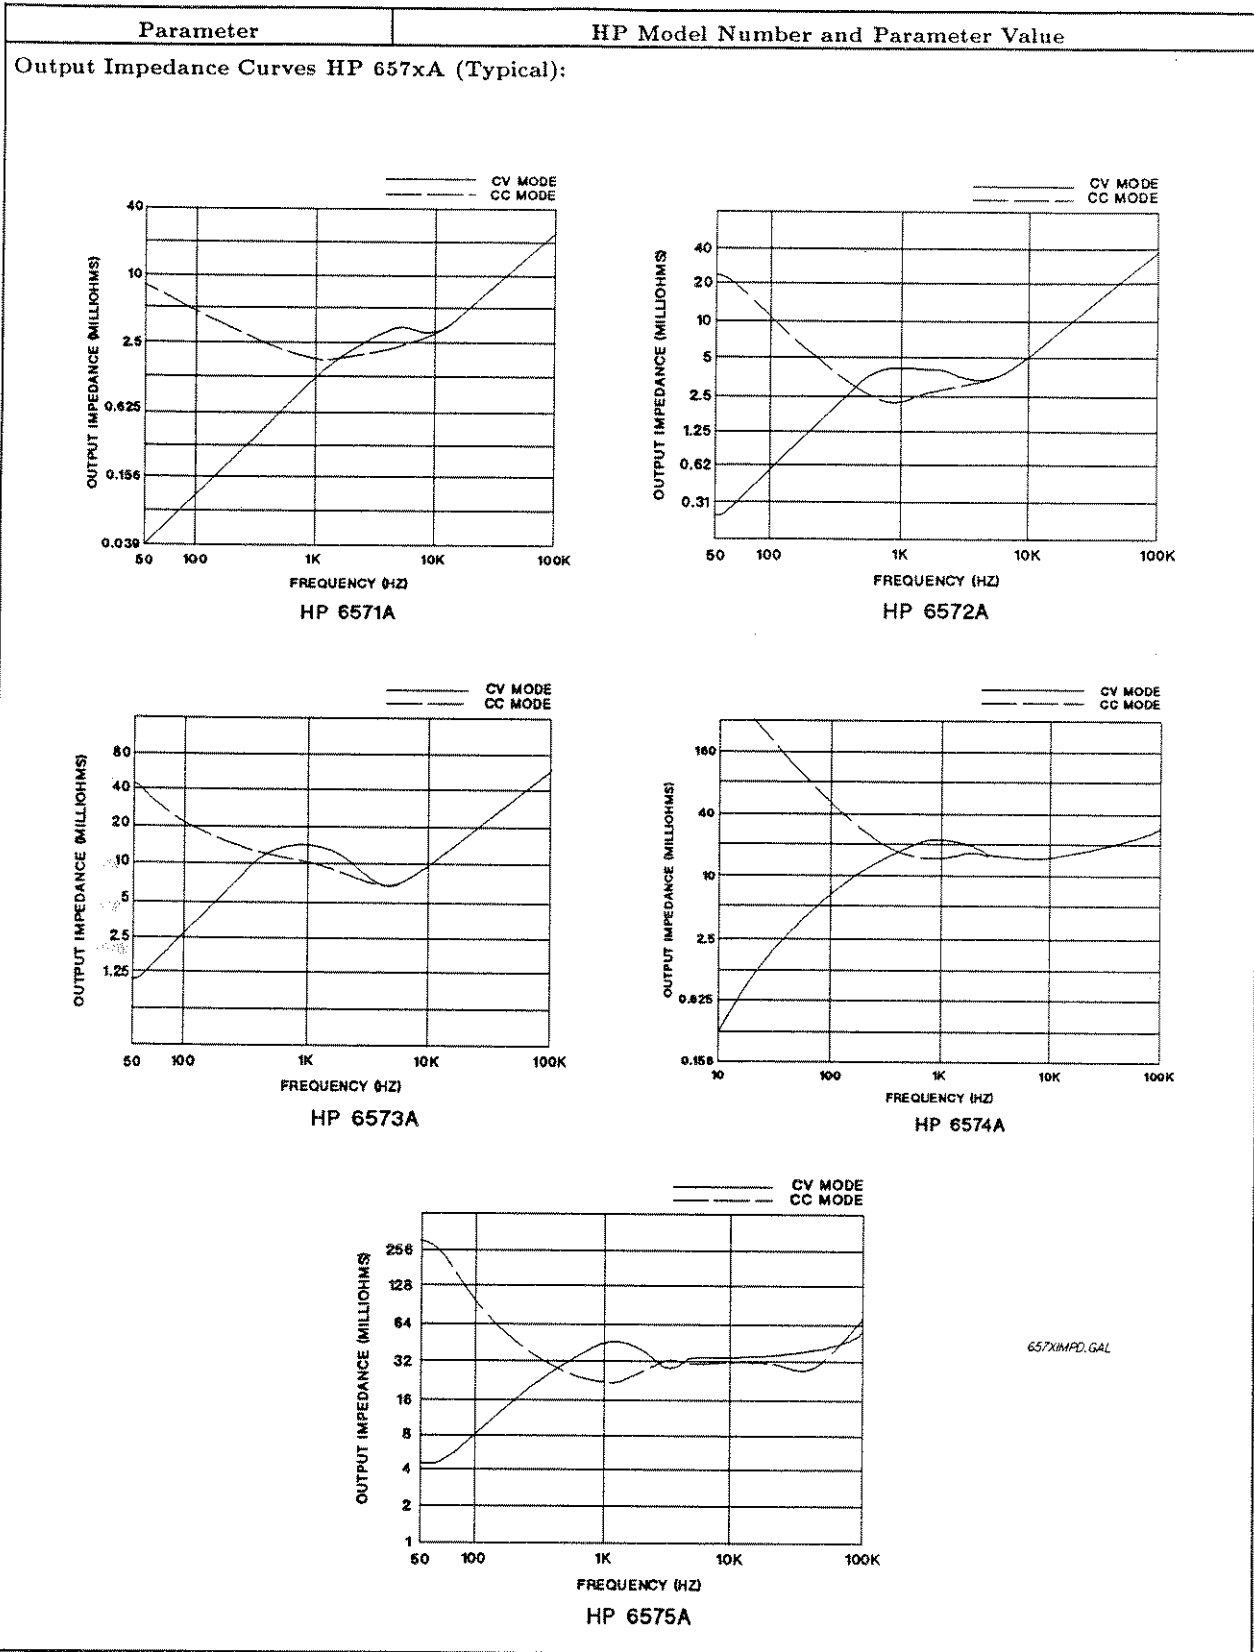 Parameter
HP Model Number and Parameter Value
Output Impedance Curves HP 657xA (Typical):
CV MODE
CC MODE
40
10
2.5
0.625
0.156
0.039
OUTPUT IMPEDANCE (MILLIOHMS)
50 100 1K 10K 100K
FREQUENCY (HZ)
HP 6571A
CV MODE
CC MODE
40
20
10
5
2.5
1.25
0.62
0.31
OUTPUT IMPEDANCE (MILLIOHMS)
50 100 1K 10K 100K
FREQUENCY (HZ)
HP 6572A
CV MODE
CC MODE
80
40
20
10
5
2.5
1.25
OUTPUT IMPEDANCE (MILLIOHMS)
50 100 1K 10K 100K
FREQUENCY (HZ)
HP 6573A
CV MODE
CC MODE
160
40
10
2.5
0.625
0.156
OUTPUT IMPEDANCE (MILLIOHMS)
10 100 1K 10K 100K
FREQUENCY (HZ)
HP 6574A
CV MODE
CC MODE
256
128
64
32
16
8
4
2
1
OUTPUT IMPEDANCE (MILLIOHMS)
50 100 1K 10K 100K
FREQUENCY (HZ)
HP 6575A
657XIMPD.GAL